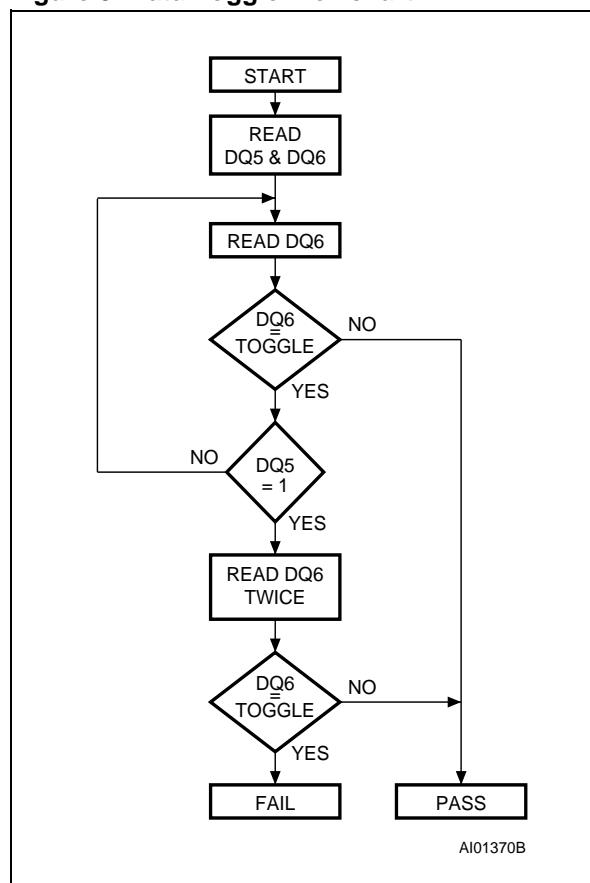 START
READ
DQ5 & DQ6
READ DQ6
DQ6
=
TOGGLE
NO
YES
NO
DQ5
= 1
YES
READ DQ6
TWICE
DQ6
=
TOGGLE
NO
YES
FAIL
PASS
AI01370B